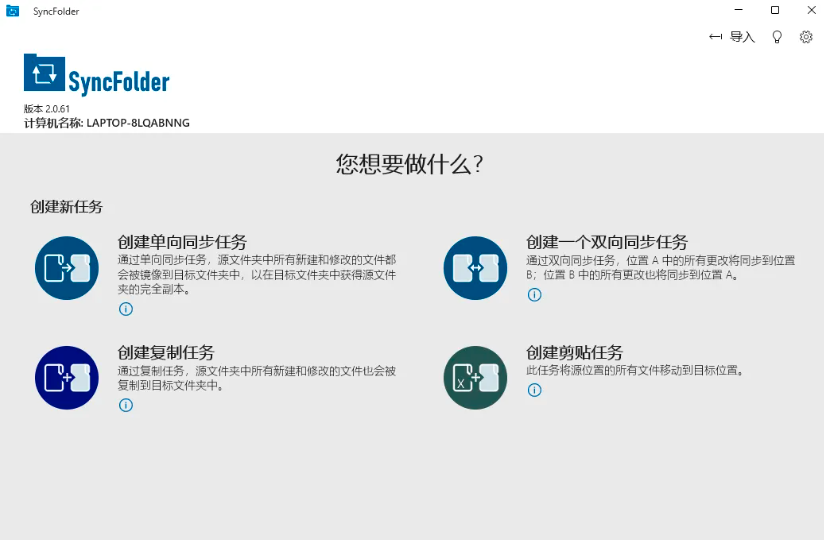 SyncFolder
导入
SyncFolder
版本 2.0.61
计算机名称: LAPTOP-8LQABNNG
您想要做什么?
创建新任务
创建单向同步任务
通过单向同步任务，源文件夹中所有新建和修改的文件都
会被镜像到目标文件夹中，以在目标文件夹中获得源文件
夹的完全副本。
创建一个双向同步任务
通过双向同步任务，位置 A 中的所有更改将同步到位置
B；位置 B 中的所有更改也将同步到位置 A。
创建复制任务
通过复制任务，源文件夹中所有新建和修改的文件也会被
复制到目标文件夹中。
创建剪贴任务
此任务将源位置的所有文件移动到目标位置。